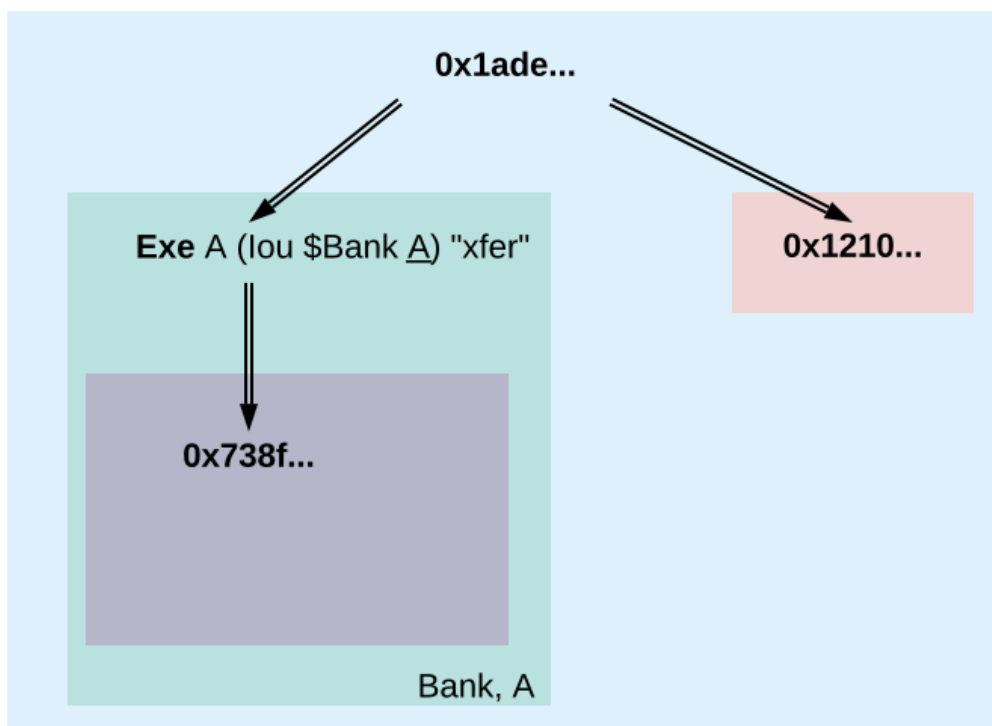 0x1ade...
Exe A (Iou $Bank A) "xfer"
0x1210...
0x738f...
Bank, A